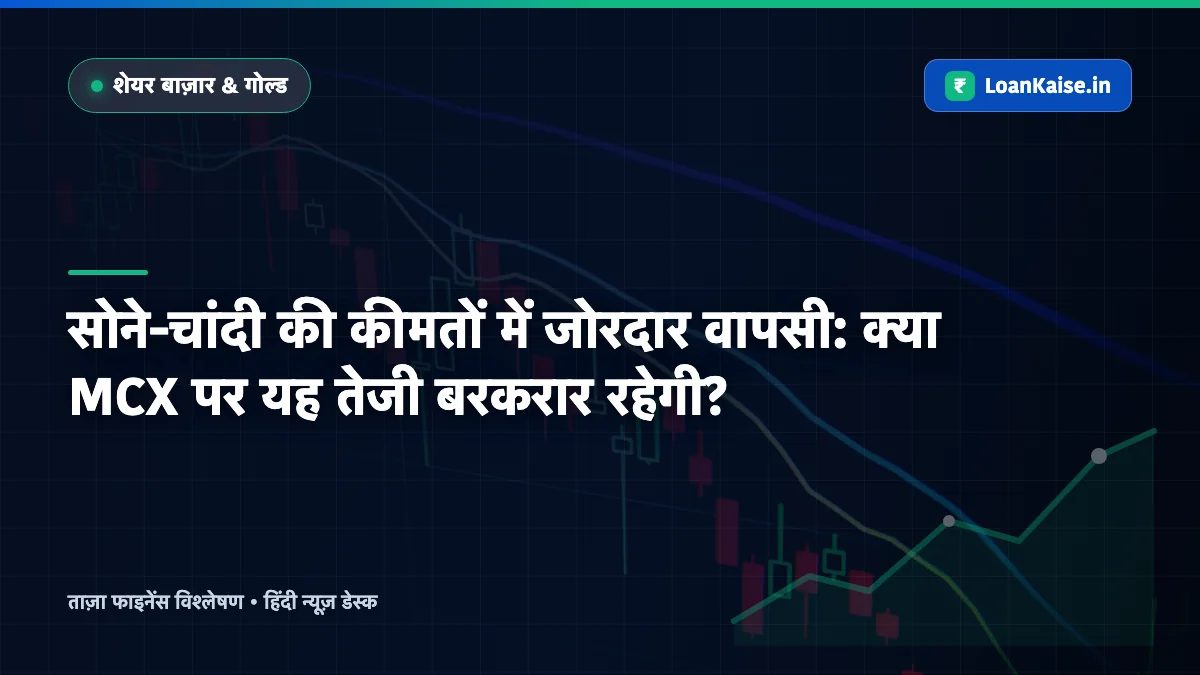 शेयर बाज़ार & गोल्ड
₹ LoanKaise.in
सोने-चांदी की कीमतों में जोरदार वापसी: क्या
MCX पर यह तेजी बरकरार रहेगी?
ताज़ा फाइनेंस विश्लेषण • हिंदी न्यूज़ डेस्क